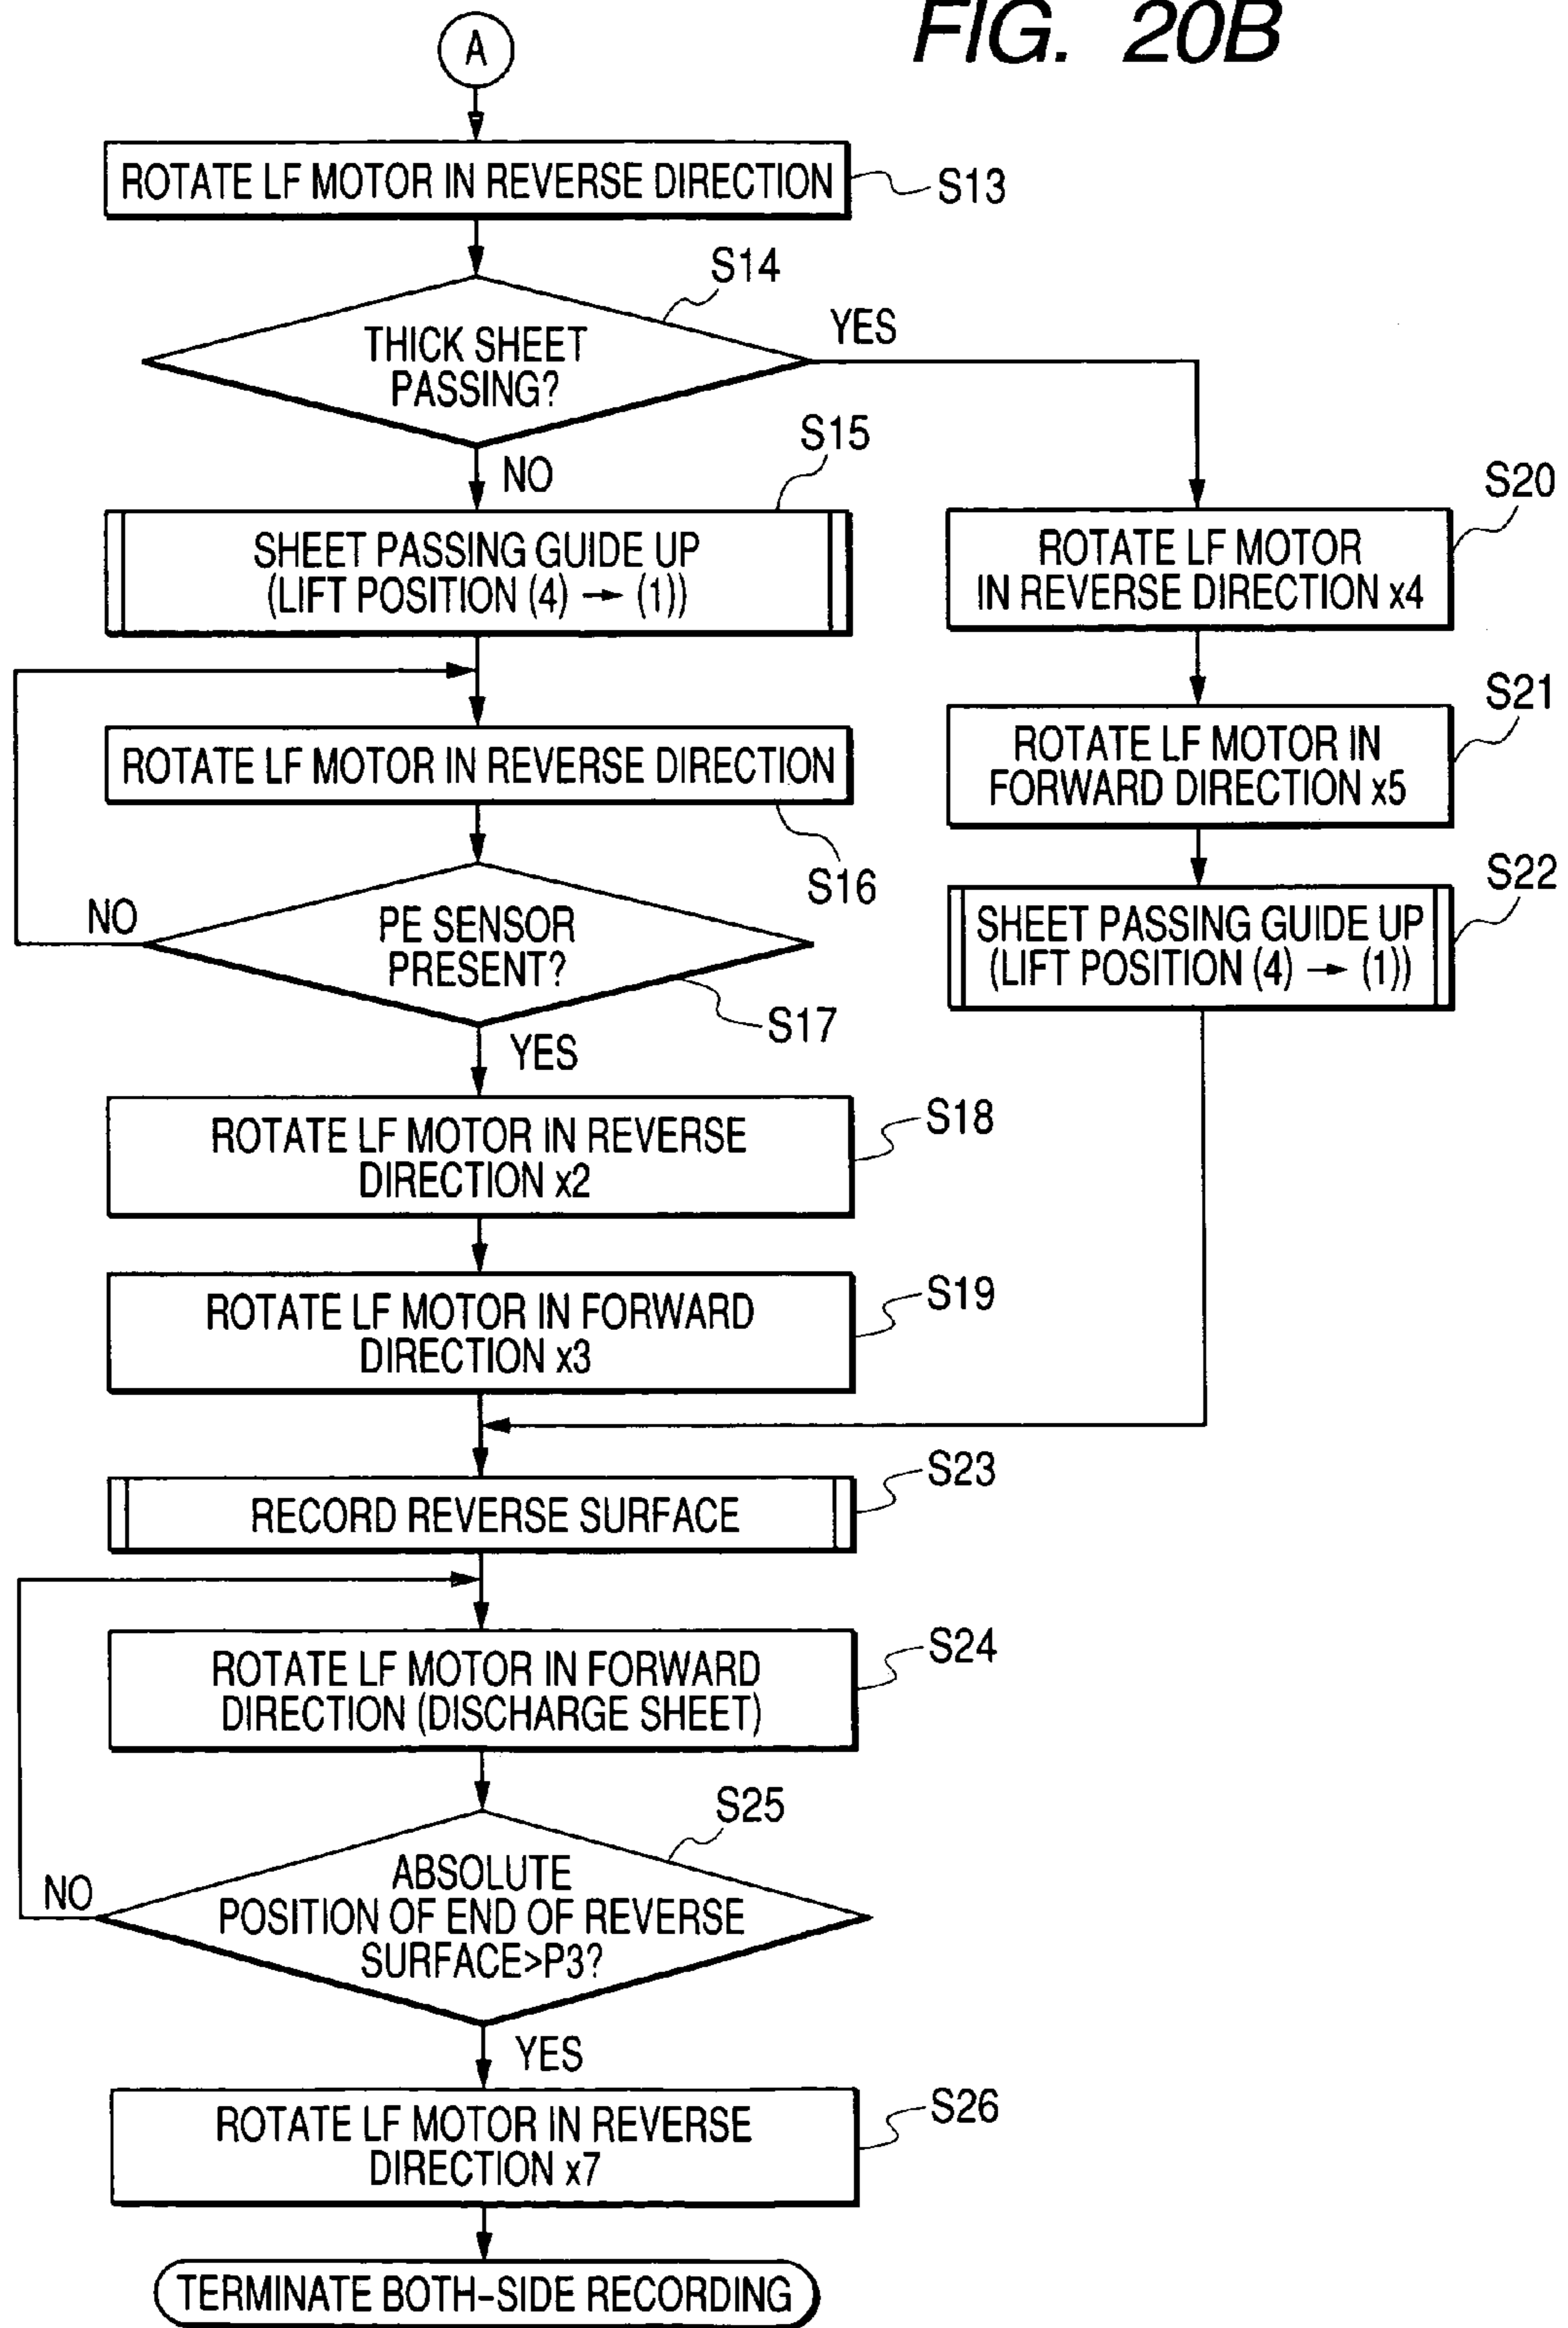 FIG. 20B
A
ROTATE LF MOTOR IN REVERSE DIRECTION
S13
S14
THICK SHEET
PASSING?
YES
NO
S15
SHEET PASSING GUIDE UP
(LIFT POSITION (4) → (1))
ROTATE LF MOTOR IN REVERSE DIRECTION
S16
PE SENSOR
PRESENT?
NO
S17
YES
ROTATE LF MOTOR IN REVERSE
DIRECTION x2
S18
ROTATE LF MOTOR IN FORWARD
DIRECTION x3
S19
S20
ROTATE LF MOTOR
IN REVERSE DIRECTION x4
S21
ROTATE LF MOTOR IN
FORWARD DIRECTION x5
S22
SHEET PASSING GUIDE UP
(LIFT POSITION (4) → (1))
RECORD REVERSE SURFACE
S23
ROTATE LF MOTOR IN FORWARD
DIRECTION (DISCHARGE SHEET)
S24
S25
ABSOLUTE
POSITION OF END OF REVERSE
SURFACE>P3?
NO
YES
ROTATE LF MOTOR IN REVERSE
DIRECTION x7
S26
TERMINATE BOTH-SIDE RECORDING